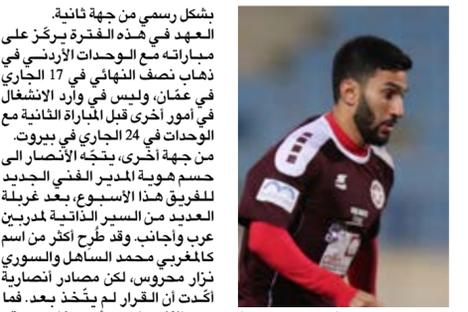 بشكل رسمي من جهة ثانية.
العهد في هذه الفترة يركّز على
مباراته مع الوحدات الأردني في
ذهاب نصف النهائي في 17 الجاري
في عمّان، وليس في وارد الانشغال
في أمور أخرى قبل المباراة الثانية مع
الوحدات في 24 الجاري في بيروت.
من جهة أخرى، يتجّه الأنصار الى
حسم هوية المدير الفني الجديد
للفريق هذا الأسبوع، بعد غربلة
العديد من السير الذاتية لمدربين
عرب وأجانب. وقد طُرح أكثر من اسم
كالمغربي محمد الساهل والسوري
نزار محروس، لكن مصادر أنصارية
أكّدت أن القرار لم يتّخذ بعد. فما